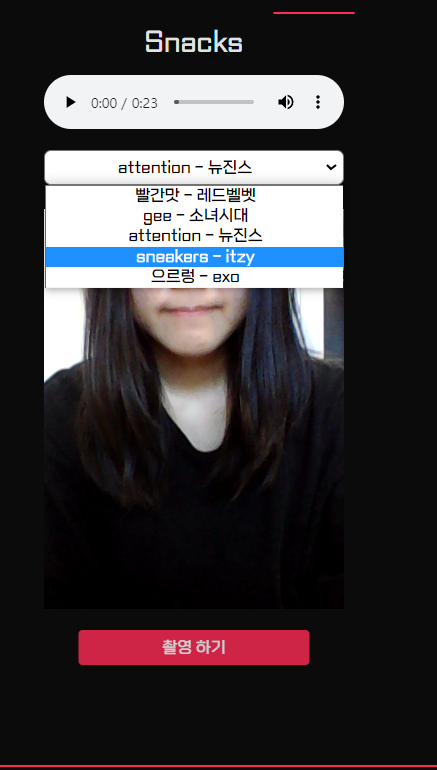 Snacks
0:00 / 0:23
attention - 뉴진스
빨간맛 - 레드벨벳
gee - 소녀시대
attention - 뉴진스
sneakers - itzy
으르렁 - exo
촬영 하기